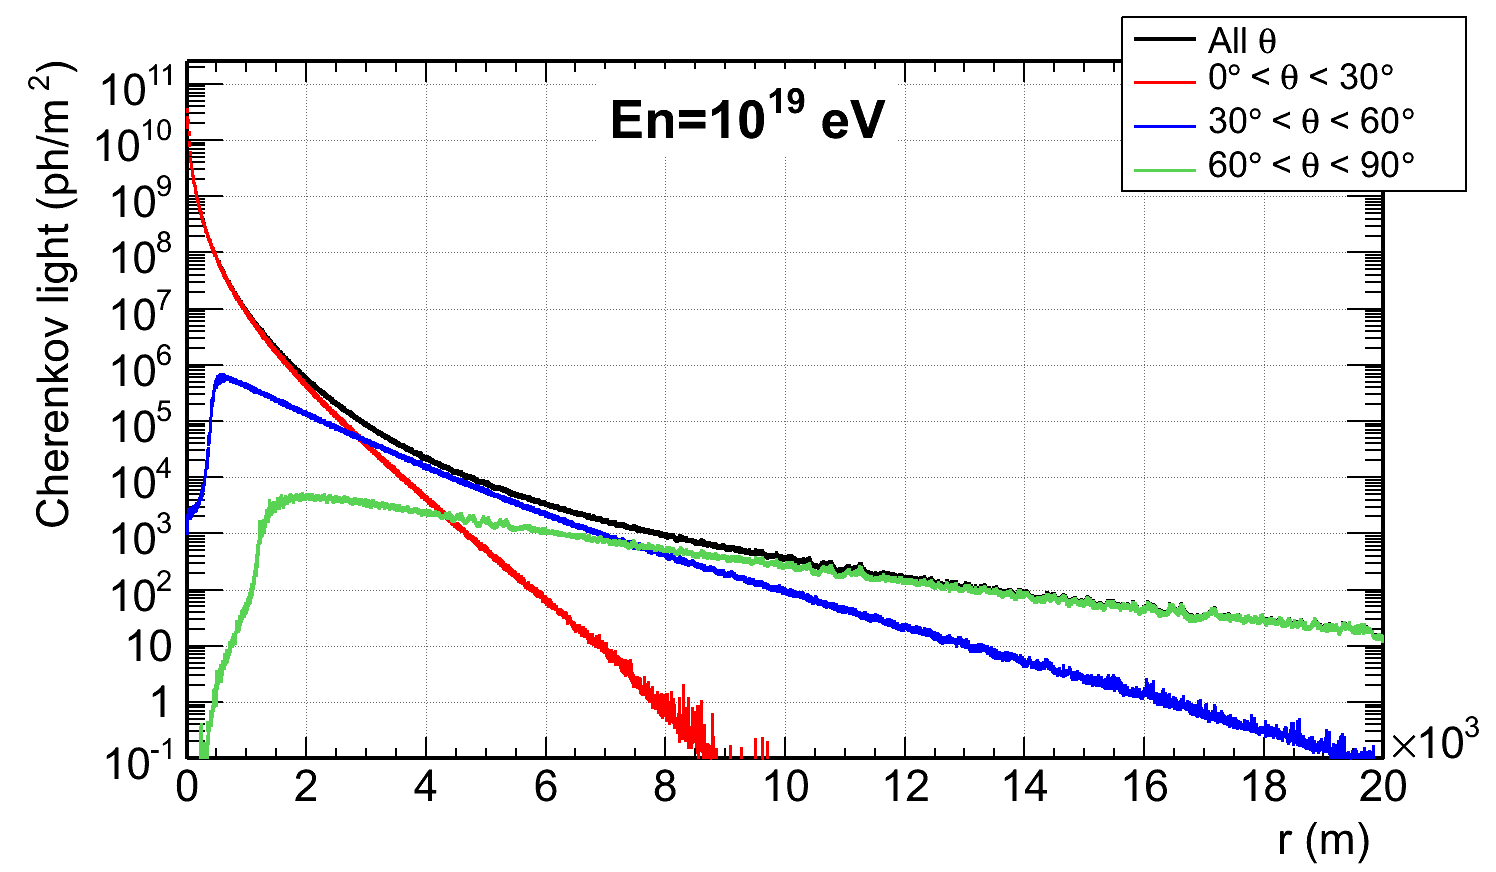 All θ
0° < θ < 30°
30° < θ < 60°
60° < θ < 90°
En=10¹⁹ eV
Cherenkov light (ph/m²)
10¹¹
10¹⁰
10⁹
10⁸
10⁷
10⁶
10⁵
10⁴
10³
10²
10
1
10⁻¹
0 2 4 6 8 10 12 14 16 18 20
×10³
r (m)